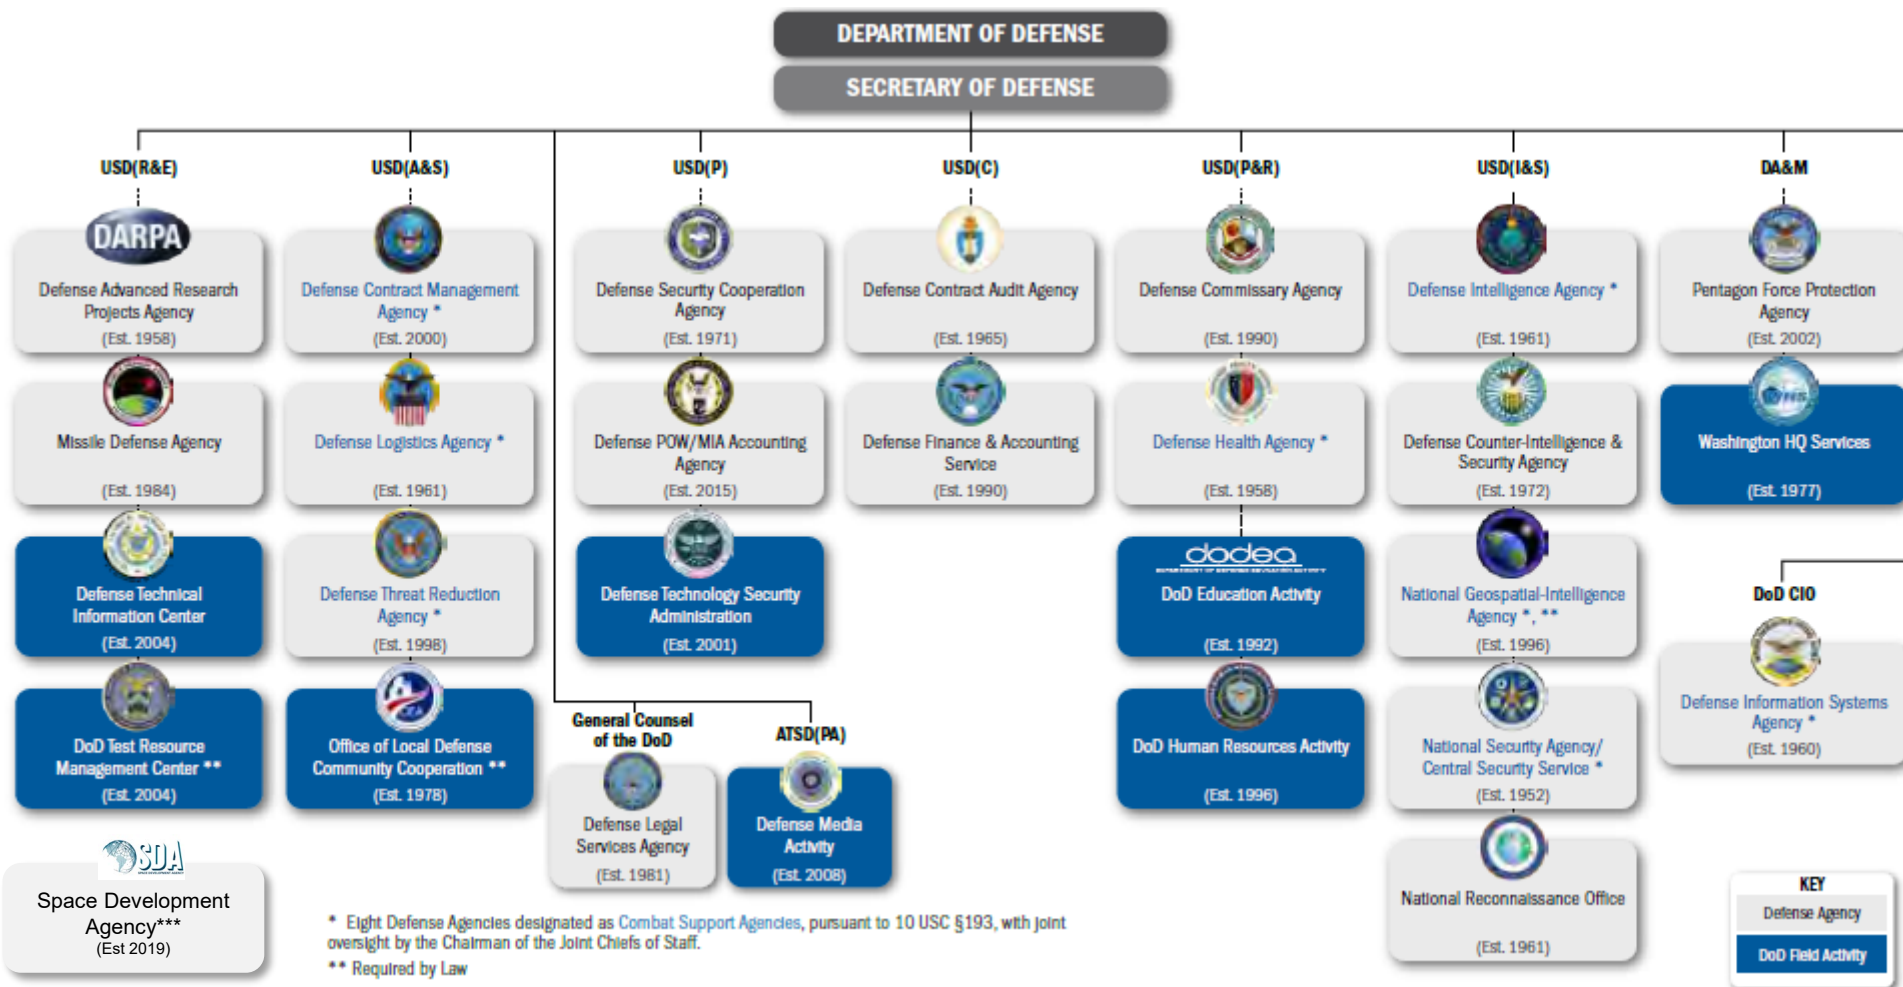 DEPARTMENT OF DEFENSE
SECRETARY OF DEFENSE
USD(R&E)
DARPA
Defense Advanced Research
Projects Agency
(Est. 1958)
Missile Defense Agency
(Est. 1984)
Defense Technical
Information Center
(Est. 2004)
DoD Test Resource
Management Center **
(Est. 2004)
SDA
Space Development
Agency***
(Est 2019)
USD(A&S)
Defense Contract Management
Agency *
(Est. 2000)
Defense Logistics Agency *
(Est. 1961)
Defense Threat Reduction
Agency *
(Est. 1998)
Office of Local Defense
Community Cooperation **
(Est. 1978)
USD(P)
Defense Security Cooperation
Agency
(Est. 1971)
Defense POW/MIA Accounting
Agency
(Est. 2015)
Defense Technology Security
Administration
(Est. 2001)
General Counsel
of the DoD
Defense Legal
Services Agency
(Est. 1981)
ATSD(PA)
Defense Media
Activity
(Est. 2008)
USD(C)
Defense Contract Audit Agency
(Est. 1965)
Defense Finance & Accounting
Service
(Est. 1990)
USD(P&R)
Defense Commissary Agency
(Est. 1990)
Defense Health Agency *
(Est. 1958)
dodea
DoD Education Activity
(Est. 1992)
DoD Human Resources Activity
(Est. 1996)
USD(I&S)
Defense Intelligence Agency *
(Est. 1961)
Defense Counter-Intelligence &
Security Agency
(Est. 1972)
National Geospatial-Intelligence
Agency *, **
(Est. 1996)
National Security Agency/
Central Security Service *
(Est. 1952)
National Reconnaissance Office
(Est. 1961)
DA&M
Pentagon Force Protection
Agency
(Est. 2002)
WHS
Washington HQ Services
(Est. 1977)
DoD CIO
Defense Information Systems
Agency *
(Est. 1960)
* Eight Defense Agencies designated as Combat Support Agencies, pursuant to 10 USC §193, with joint
oversight by the Chairman of the Joint Chiefs of Staff.
** Required by Law
KEY
Defense Agency
DoD Field Activity